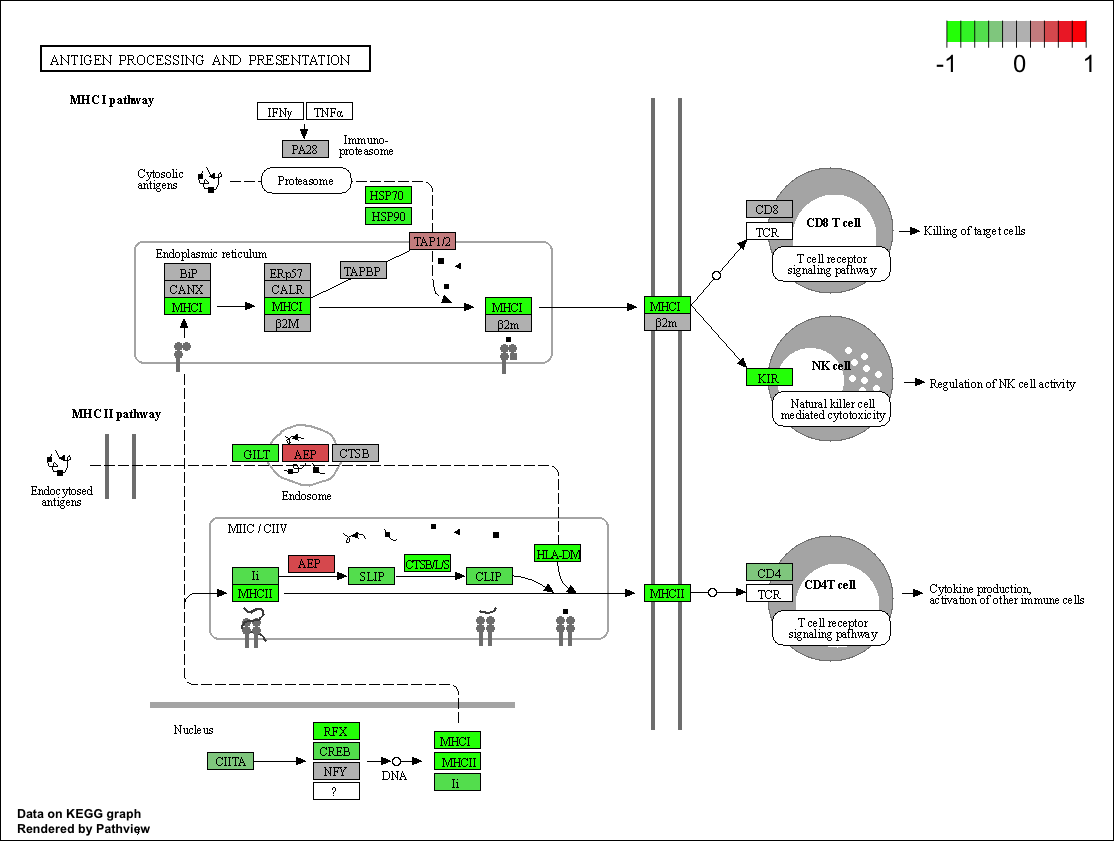 ANTIGEN PROCESSING AND PRESENTATION
-1 0 1
MHC I pathway
IFNγ TNFα
PA28
Immuno-
proteasome
Cytosolic
antigens
Proteasome
HSP70
HSP90
TAP1/2
Endoplasmic reticulum
BiP
CANX
MHCI
ERp57
CALR
MHCI
β2M
TAPBP
MHCI
β2m
MHCI
β2m
CD8
TCR
CD8 T cell
T cell receptor
signaling pathway
Killing of target cells
KIR
NK cell
Natural killer cell
mediated cytotoxicity
Regulation of NK cell activity
MHC II pathway
Endocytosed
antigens
GILT AEP CTSB
Endosome
MIIC / CIIV
Ii
MHCII
AEP
SLIP
CTSB/L/S
CLIP
HLA-DM
MHCII
CD4
TCR
CD4T cell
T cell receptor
signaling pathway
Cytokine production,
activation of other immune cells
Nucleus
CIITA
RFX
CREB
NFY
?
DNA
MHCI
MHCII
Ii
Data on KEGG graph
Rendered by Pathview